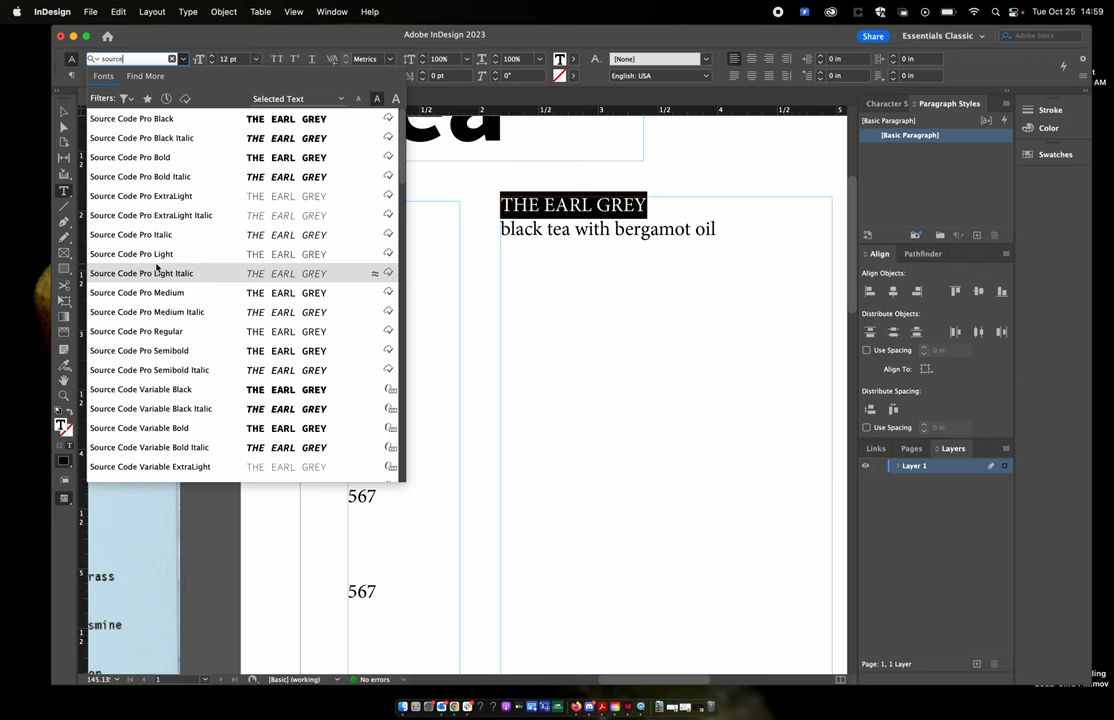 InDesign File Edit Layout Type Object Table View Window Help
Tue Oct 25 14:59
Adobe InDesign 2023
Share
Essentials Classic
Adobe Stock
source
12 pt
TT
Metrics
100%
100%
[None]
0 in
0 in
0 pt
0°
English: USA
0 in
0 in
Fonts
Find More
Filters:
Selected Text
Source Code Pro Black THE EARL GREY
Source Code Pro Black Italic THE EARL GREY
Source Code Pro Bold THE EARL GREY
Source Code Pro Bold Italic THE EARL GREY
Source Code Pro ExtraLight THE EARL GREY
Source Code Pro ExtraLight Italic THE EARL GREY
Source Code Pro Italic THE EARL GREY
Source Code Pro Light THE EARL GREY
Source Code Pro Light Italic THE EARL GREY
Source Code Pro Medium THE EARL GREY
Source Code Pro Medium Italic THE EARL GREY
Source Code Pro Regular THE EARL GREY
Source Code Pro Semibold THE EARL GREY
Source Code Pro Semibold Italic THE EARL GREY
Source Code Variable Black THE EARL GREY
Source Code Variable Black Italic THE EARL GREY
Source Code Variable Bold THE EARL GREY
Source Code Variable Bold Italic THE EARL GREY
Source Code Variable ExtraLight THE EARL GREY
THE EARL GREY
black tea with bergamot oil
567
567
rass
smine
Character S
Paragraph Styles
[Basic Paragraph]
[Basic Paragraph]
Stroke
Color
Swatches
Align
Pathfinder
Align Objects:
Distribute Objects:
Use Spacing 0 in
Align To:
Distribute Spacing:
Use Spacing 0 in
Links
Pages
Layers
Layer 1
Page: 1, 1 Layer
1
[Basic] (working)
No errors
AM